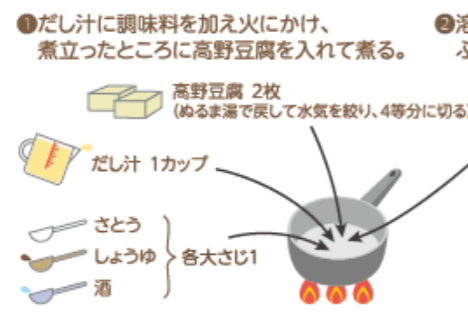 ❶だし汁に調味料を加え火にかけ、
煮立ったところに高野豆腐を入れて煮る。
❷溶
高野豆腐 2枚
(ぬるま湯で戻して水気を絞り、4等分に切る)
だし汁 1カップ
さとう
しょうゆ
酒
各大さじ1